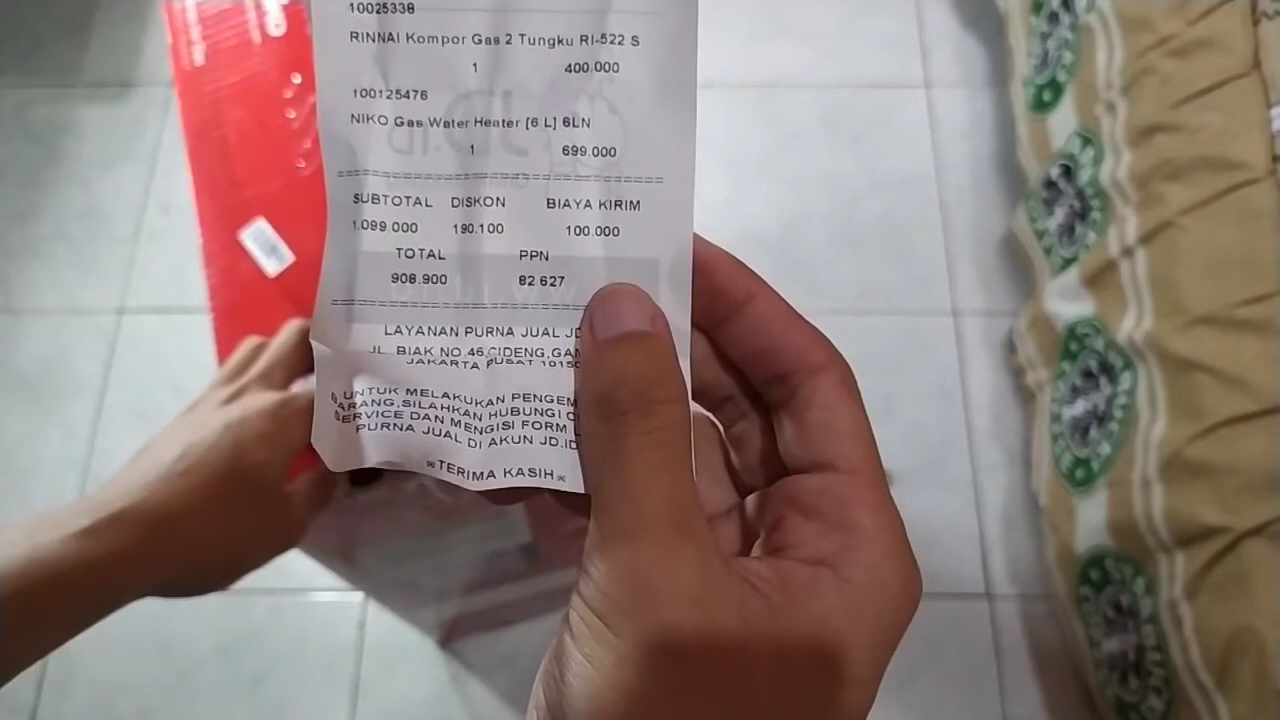 10025338
RINNAI Kompor Gas 2 Tungku RI-522 S
1 400.000
100125476
NIKO Gas Water Heater [6 L] 6LN
1 699.000
SUBTOTAL DISKON BIAYA KIRIM
1.099.000 190.100 100.000
TOTAL PPN
908.900 82.627
LAYANAN PURNA JUAL
JL. BIAK NO.46,CIDENG,
JAKARTA PUSAT 10150
UNTUK MELAKUKAN
BARANG,SILAHKAN HUBUNGI
SERVICE DAN MENGISI FORM
PURNA JUAL DI AKUN JD.ID
※TERIMA KASIH※